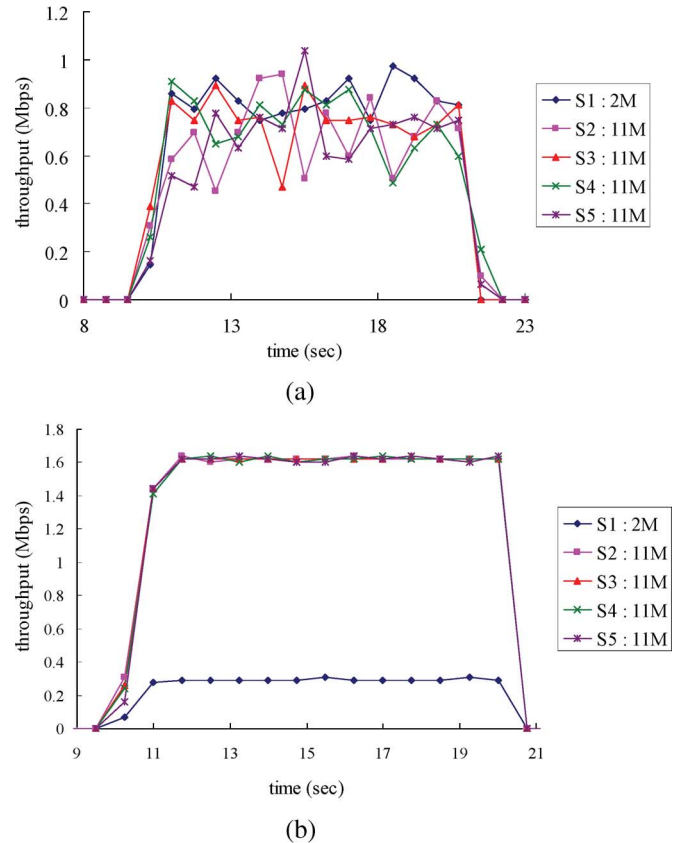 1.2
1
0.8
0.6
0.4
0.2
0
throughput (Mbps)
8
13
18
23
time (sec)
S1 : 2M
S2 : 11M
S3 : 11M
S4 : 11M
S5 : 11M
(a)
1.8
1.6
1.4
1.2
1
0.8
0.6
0.4
0.2
0
throughput (Mbps)
9
11
13
15
17
19
21
time (sec)
S1 : 2M
S2 : 11M
S3 : 11M
S4 : 11M
S5 : 11M
(b)